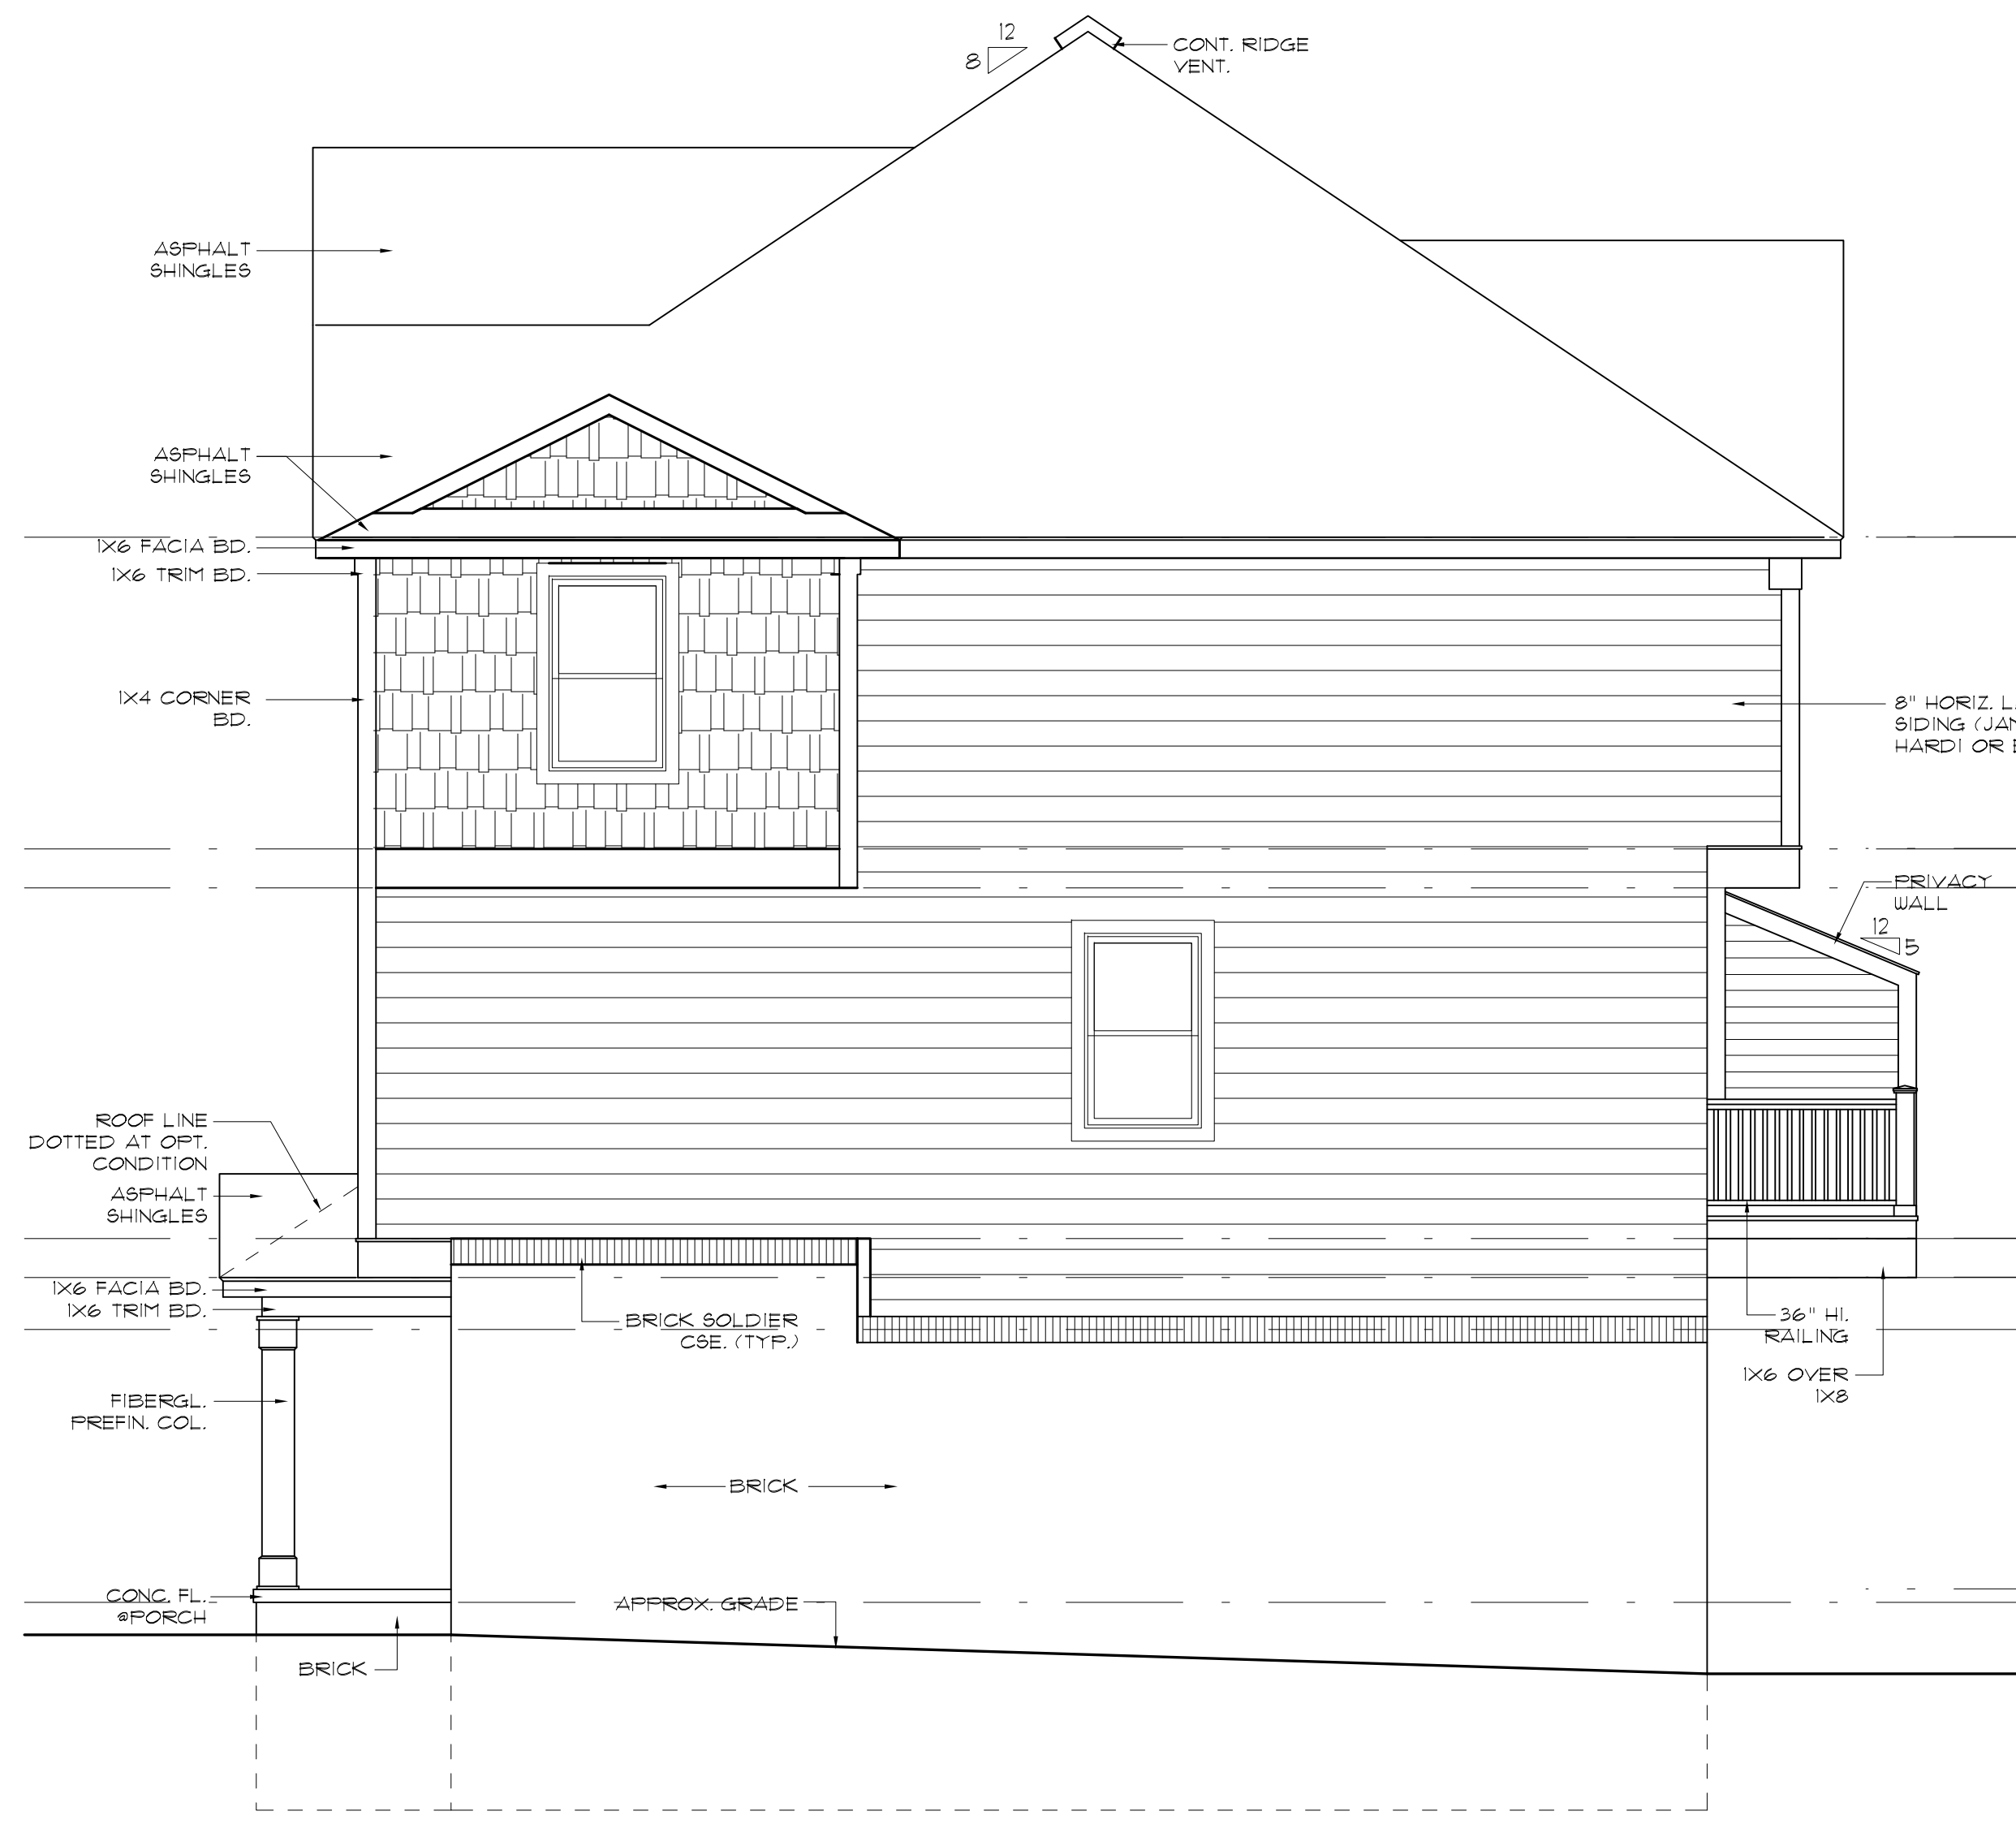 12
8
CONT. RIDGE
VENT.
ASPHALT
SHINGLES
ASPHALT
SHINGLES
1X6 FACIA BD.
1X6 TRIM BD.
1X4 CORNER
BD.
8" HORIZ.
SIDING
HARDI OR
PRIVACY
WALL
12
5
ROOF LINE
DOTTED AT OPT.
CONDITION
ASPHALT
SHINGLES
1X6 FACIA BD.
1X6 TRIM BD.
BRICK SOLDIER
CSE. (TYP.)
36" HI.
RAILING
1X6 OVER
1X8
FIBERGL.
PREFIN. COL.
BRICK
CONC. FL.
@PORCH
APPROX. GRADE
BRICK